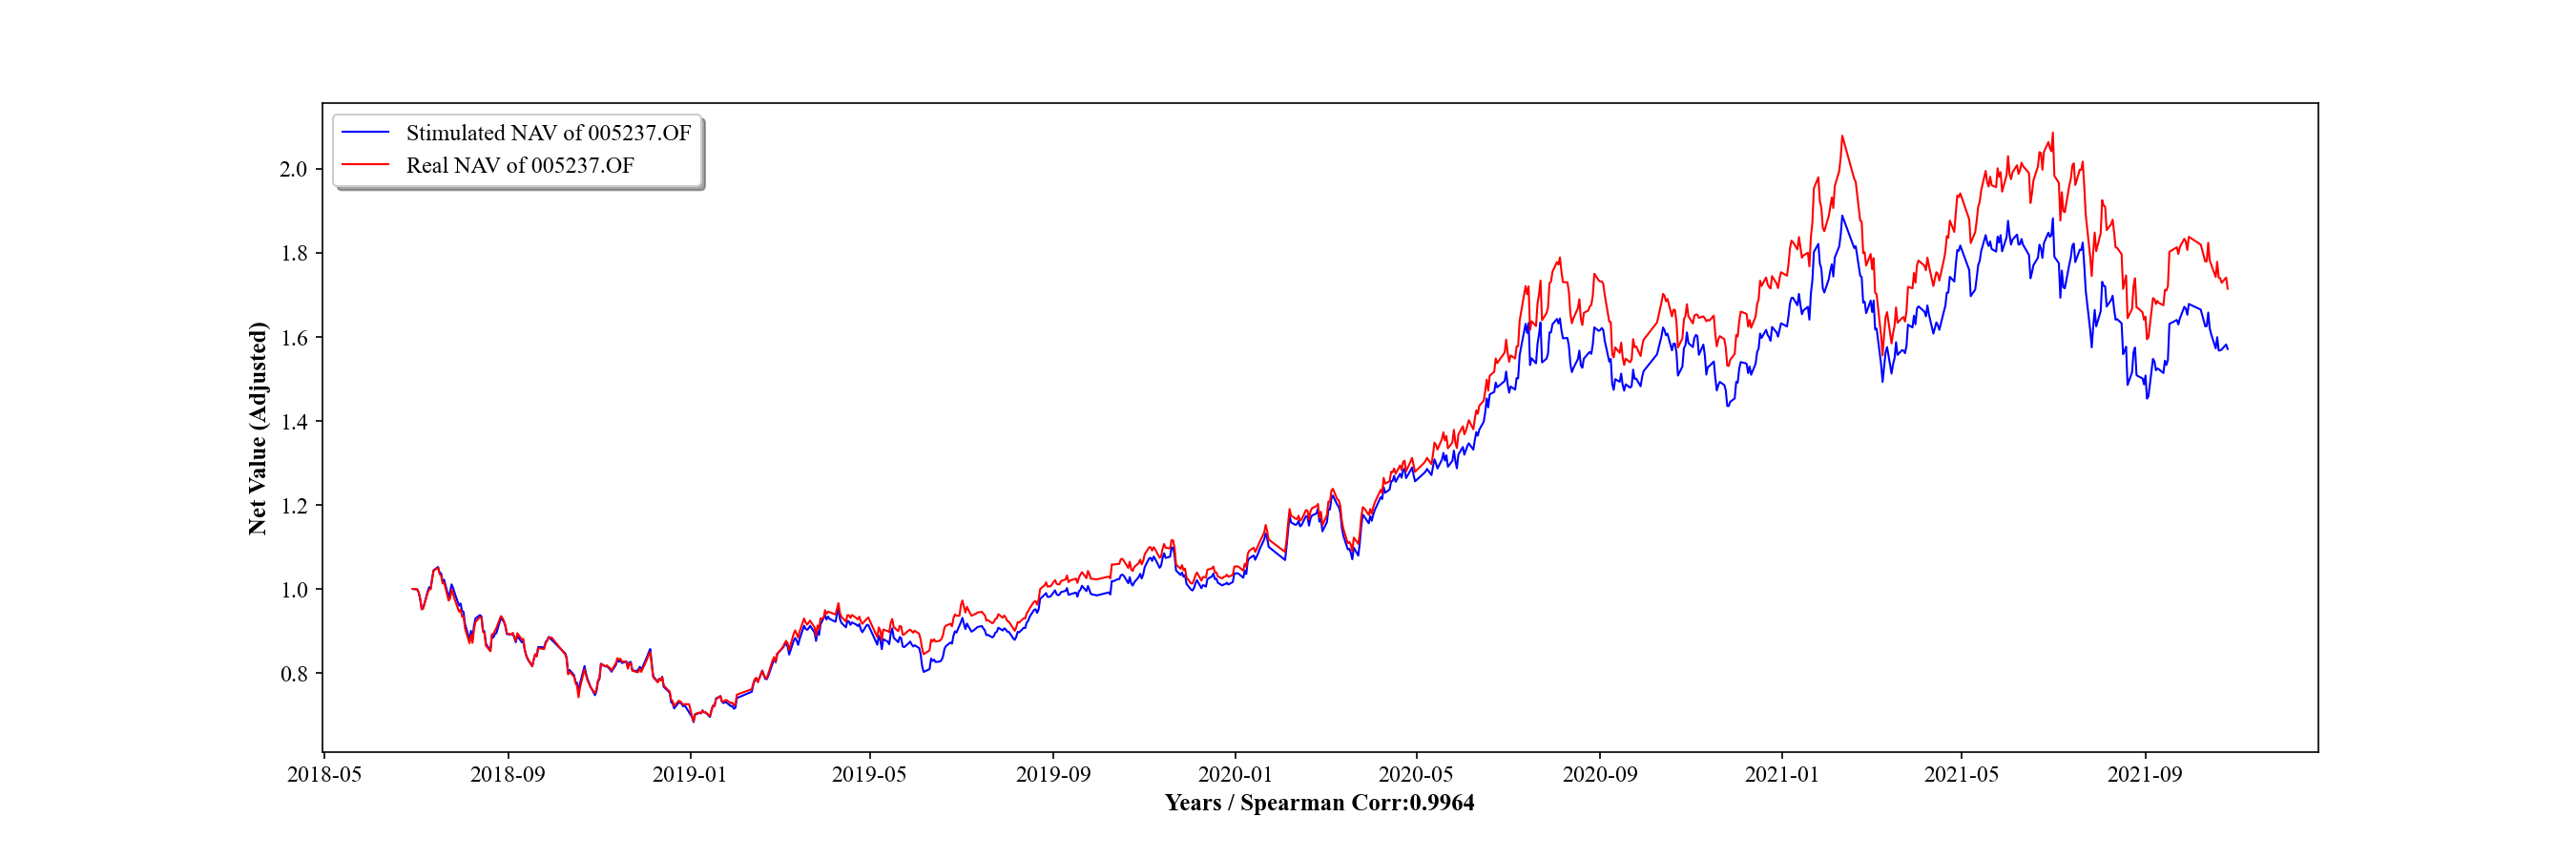 Stimulated NAV of 005237.OF
Real NAV of 005237.OF
Net Value (Adjusted)
2.0
1.8
1.6
1.4
1.2
1.0
0.8
2018-05 2018-09 2019-01 2019-05 2019-09 2020-01 2020-05 2020-09 2021-01 2021-05 2021-09
Years / Spearman Corr:0.9964